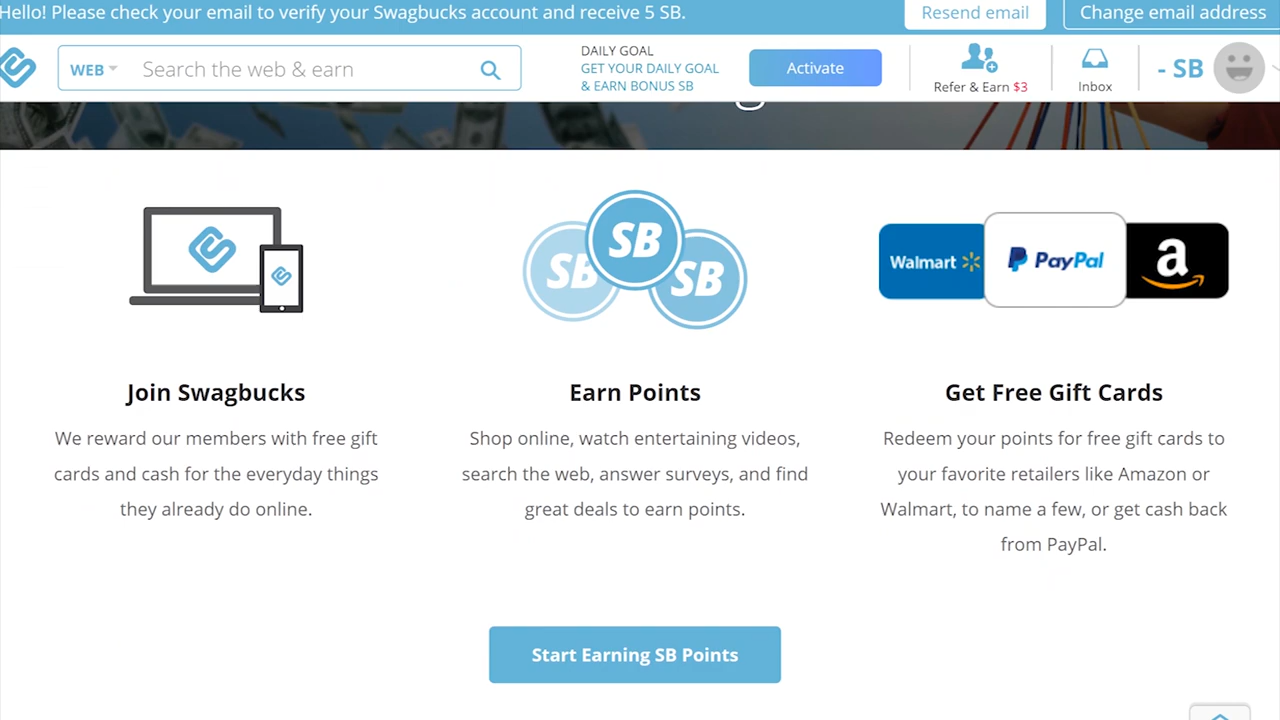 Hello! Please check your email to verify your Swagbucks account and receive 5 SB.
Resend email
Change email address
WEB
Search the web & earn
DAILY GOAL
GET YOUR DAILY GOAL
& EARN BONUS SB
Activate
Refer & Earn $3
Inbox
- SB
SB
SB
SB
Walmart
PayPal
a
Join Swagbucks
We reward our members with free gift
cards and cash for the everyday things
they already do online.
Earn Points
Shop online, watch entertaining videos,
search the web, answer surveys, and find
great deals to earn points.
Get Free Gift Cards
Redeem your points for free gift cards to
your favorite retailers like Amazon or
Walmart, to name a few, or get cash back
from PayPal.
Start Earning SB Points